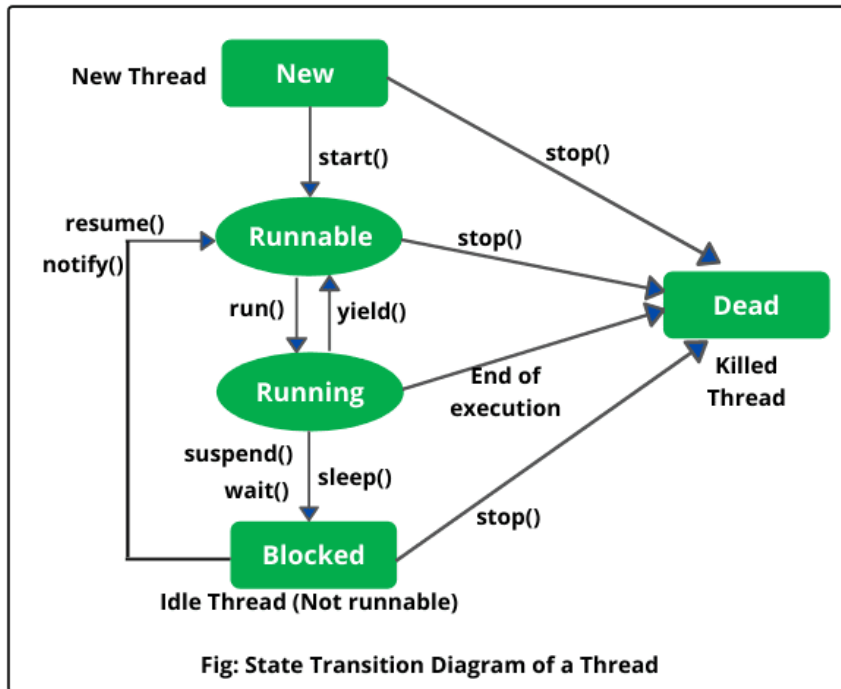 New Thread
New
start()
stop()
resume()
notify()
Runnable
stop()
run()
yield()
Dead
Killed
Thread
Running
End of
execution
suspend()
wait()
sleep()
stop()
Blocked
Idle Thread (Not runnable)
Fig: State Transition Diagram of a Thread